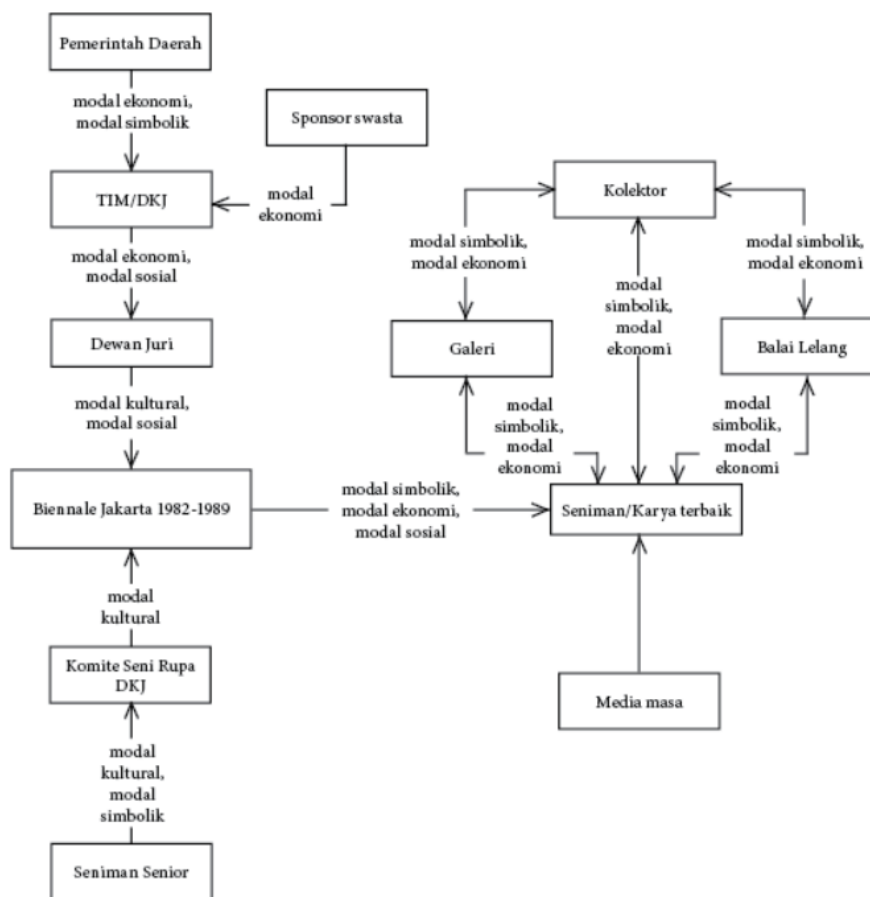 Pemerintah Daerah
modal ekonomi,
modal simbolik
Sponsor swasta
TIM/DKJ
modal
ekonomi
Kolektor
modal ekonomi,
modal sosial
modal simbolik,
modal ekonomi
modal
simbolik,
modal
ekonomi
modal simbolik,
modal ekonomi
Dewan Juri
Galeri
Balai Lelang
modal kultural,
modal sosial
modal
simbolik,
modal
ekonomi
modal
simbolik,
modal
ekonomi
Biennale Jakarta 1982-1989
modal simbolik,
modal ekonomi,
modal sosial
Seniman/Karya terbaik
modal
kultural
Komite Seni Rupa
DKJ
Media masa
modal
kultural,
modal
simbolik
Seniman Senior